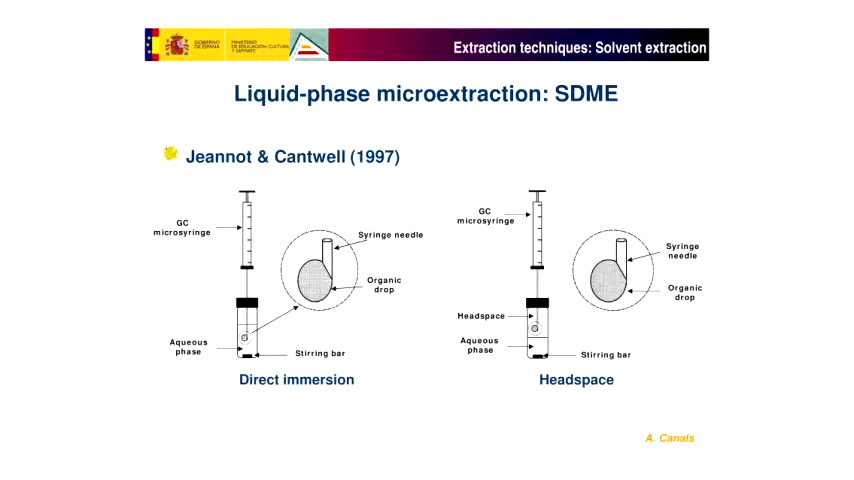 GOBIERNO
DE ESPAÑA
MINISTERIO
DE EDUCACIÓN, CULTURA
Y DEPORTE
Extraction techniques: Solvent extraction
Liquid-phase microextraction: SDME
Jeannot & Cantwell (1997)
GC
microsyringe
Syringe needle
Organic
drop
Aqueous
phase
Stirring bar
Direct immersion
GC
microsyringe
Syringe
needle
Organic
drop
Headspace
Aqueous
phase
Stirring bar
Headspace
A. Canals